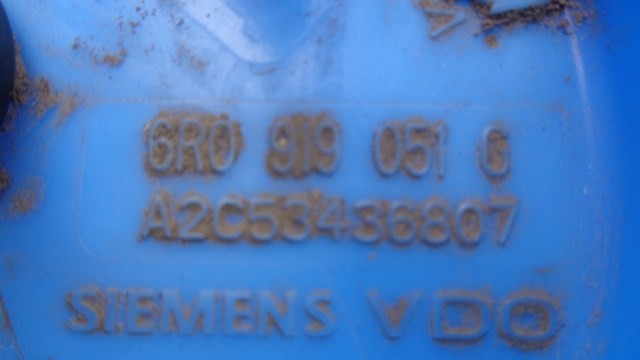 6R0 919 051 G
A2C53436807
SIEMENS VDO